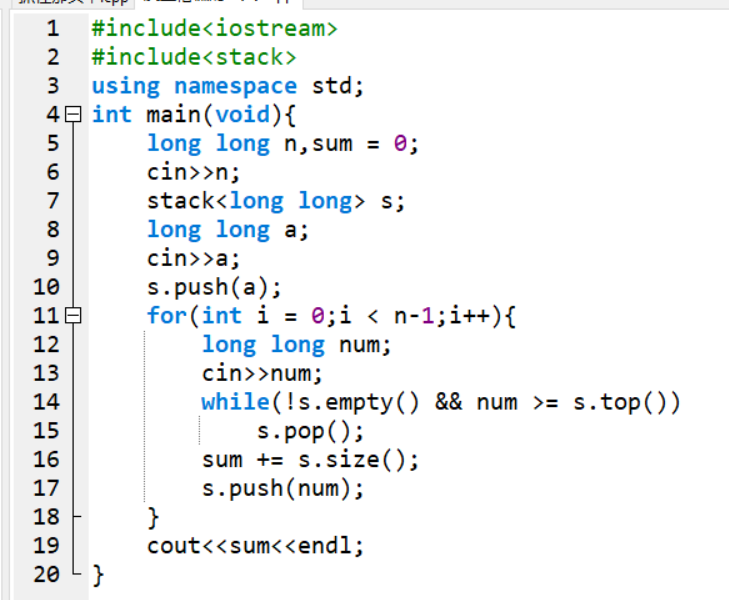 1 #include<iostream>
2 #include<stack>
3 using namespace std;
4 int main(void){
5 long long n,sum = 0;
6 cin>>n;
7 stack<long long> s;
8 long long a;
9 cin>>a;
10 s.push(a);
11 for(int i = 0;i < n-1;i++){
12 long long num;
13 cin>>num;
14 while(!s.empty() && num >= s.top())
15 s.pop();
16 sum += s.size();
17 s.push(num);
18 }
19 cout<<sum<<endl;
20 }